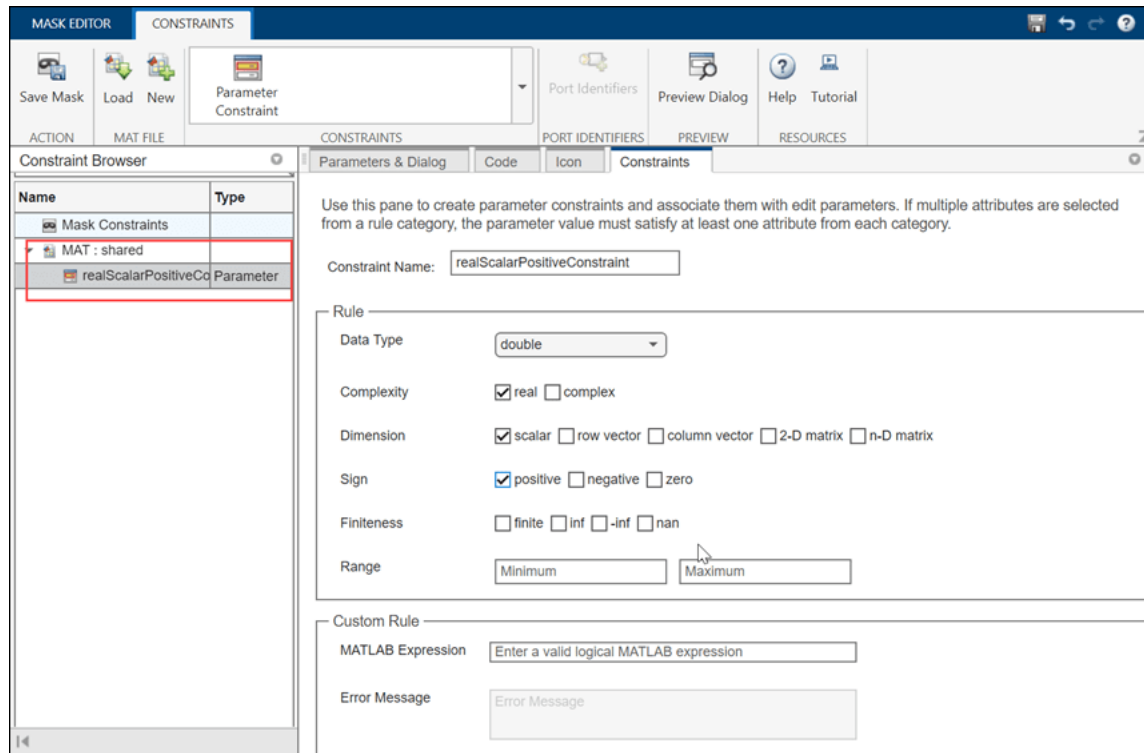 MASK EDITOR
CONSTRAINTS
Save Mask
Load
New
Parameter
Constraint
Port Identifiers
Preview Dialog
Help
Tutorial
ACTION
MAT FILE
CONSTRAINTS
PORT IDENTIFIERS
PREVIEW
RESOURCES
Constraint Browser
Name
Type
Mask Constraints
MAT : shared
realScalarPositiveCo
Parameter
Parameters & Dialog
Code
Icon
Constraints
Use this pane to create parameter constraints and associate them with edit parameters. If multiple attributes are selected
from a rule category, the parameter value must satisfy at least one attribute from each category.
Constraint Name:
realScalarPositiveConstraint
Rule
Data Type
double
Complexity
real
complex
Dimension
scalar
row vector
column vector
2-D matrix
n-D matrix
Sign
positive
negative
zero
Finiteness
finite
inf
-inf
nan
Range
Minimum
Maximum
Custom Rule
MATLAB Expression
Enter a valid logical MATLAB expression
Error Message
Error Message